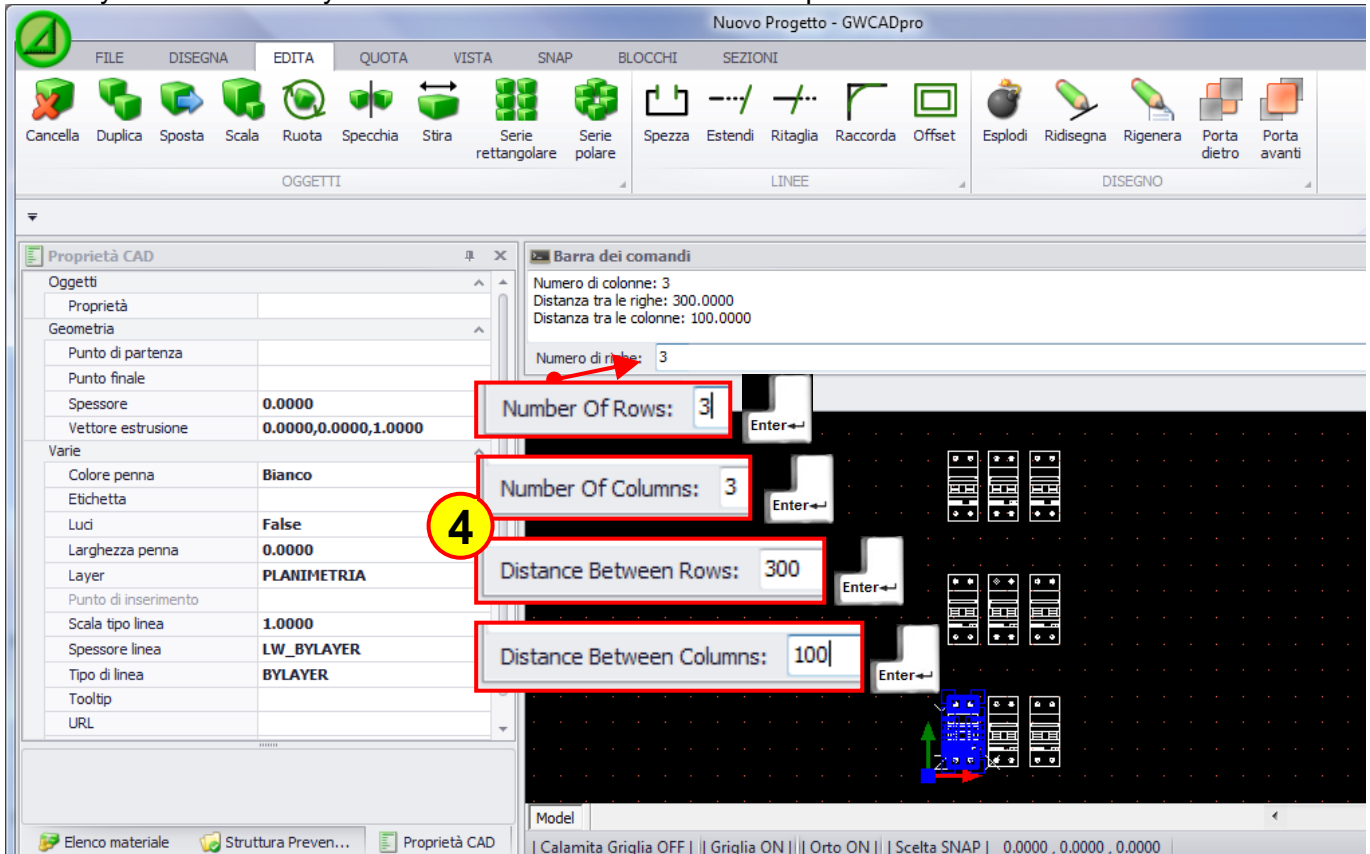 Nuovo Progetto - GWCADpro
FILE DISEGNA EDITA QUOTA VISTA SNAP BLOCCHI SEZIONI
Cancella Duplica Sposta Scala Ruota Specchia Stira Serie rettangolare Serie polare Spezza Estendi Ritaglia Raccorda Offset Esplodi Ridisegna Rigenera Porta dietro Porta avanti
OGGETTI LINEE DISEGNO
Proprietà CAD
Oggetti
Proprietà
Geometria
Punto di partenza
Punto finale
Spessore 0.0000
Vettore estrusione 0.0000,0.0000,1.0000
Varie
Colore penna Bianco
Etichetta
Luci False
Larghezza penna 0.0000
Layer PLANIMETRIA
Punto di inserimento
Scala tipo linea 1.0000
Spessore linea LW_BYLAYER
Tipo di linea BYLAYER
Tooltip
URL
Elenco materiale Struttura Preven... Proprietà CAD
Barra dei comandi
Numero di colonne: 3
Distanza tra le righe: 300.0000
Distanza tra le colonne: 100.0000
Numero di righe: 3
Number Of Rows: 3 Enter
Number Of Columns: 3 Enter
4
Distance Between Rows: 300 Enter
Distance Between Columns: 100 Enter
Model
| Calamita Griglia OFF | | Griglia ON | | Orto ON | | Scelta SNAP | 0.0000 , 0.0000 , 0.0000